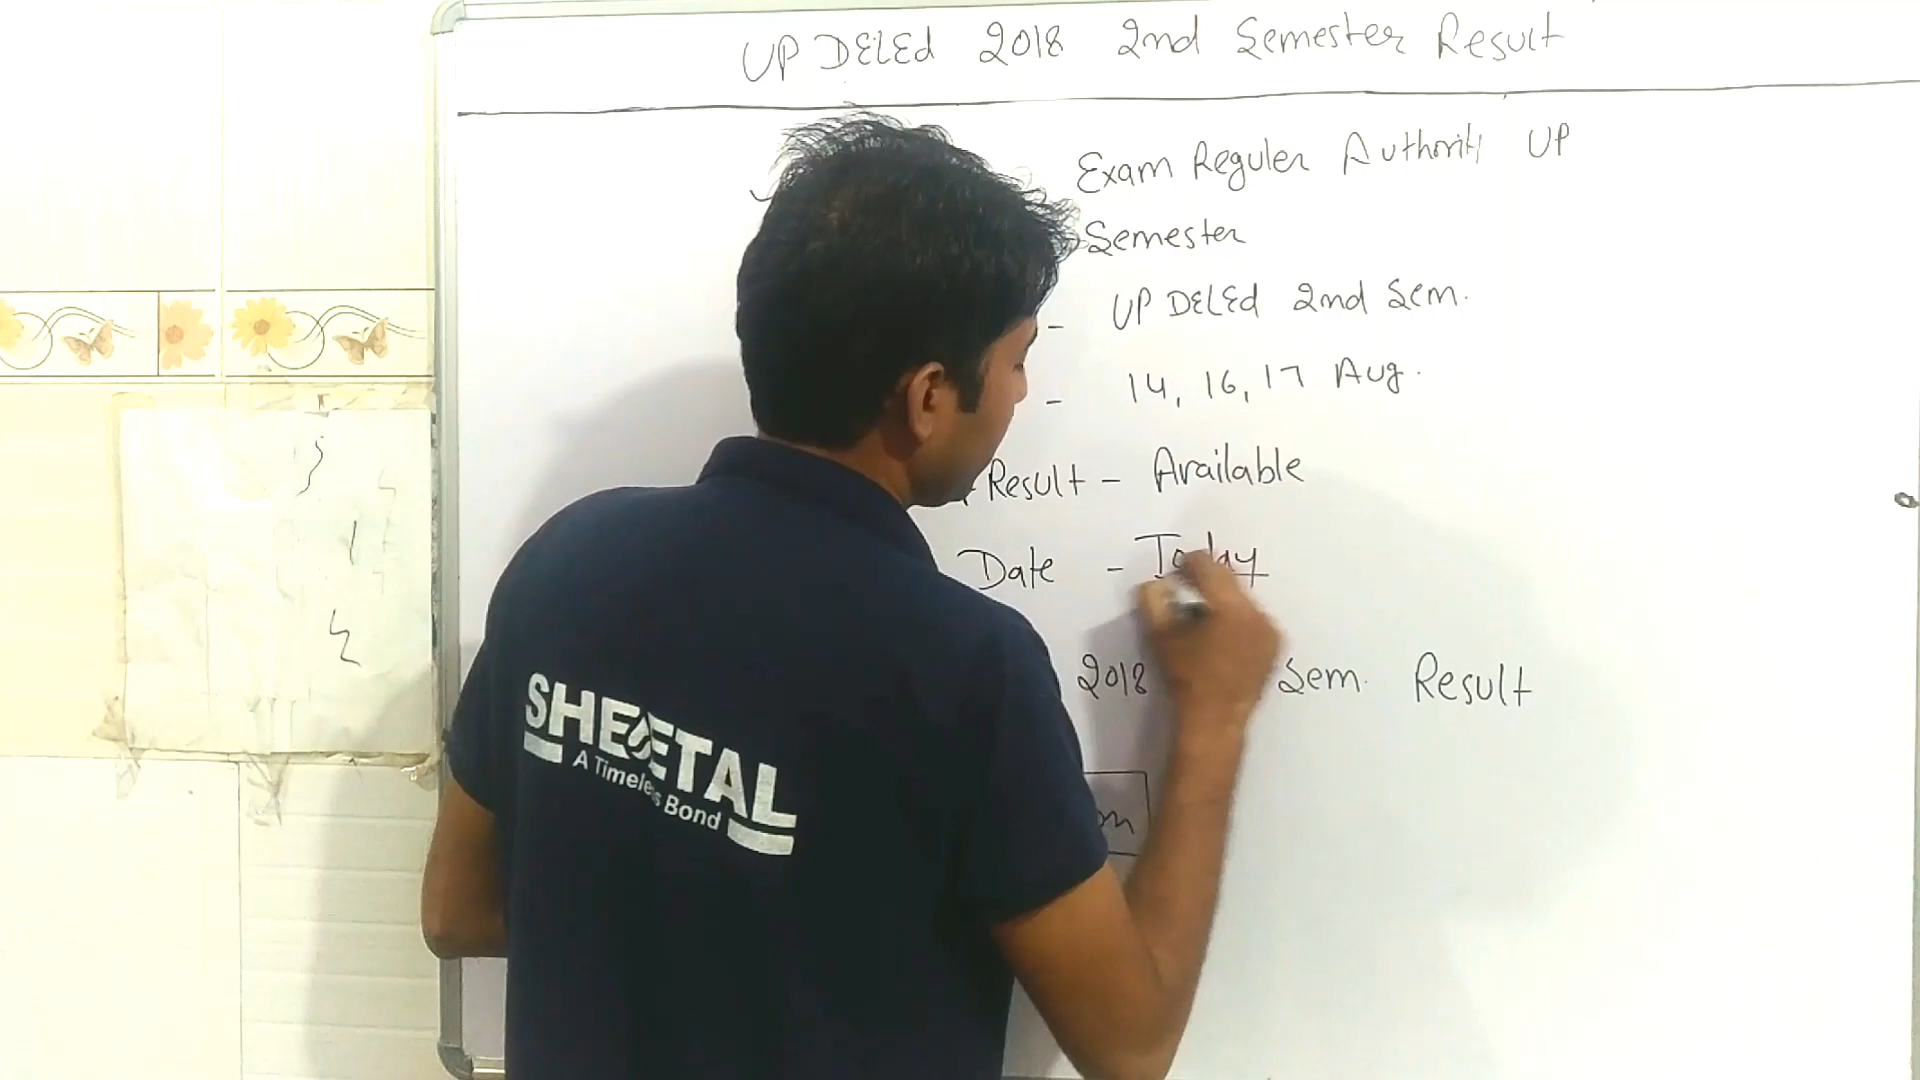 UP DELEd 2018 2nd Semester Result
Exam Reguler Authority UP
Semester
- UP DELEd 2nd Sem.
- 14, 16, 17 Aug.
Result - Available
Date - Today
2018 Sem. Result
SHEETAL
A Timeless Bond